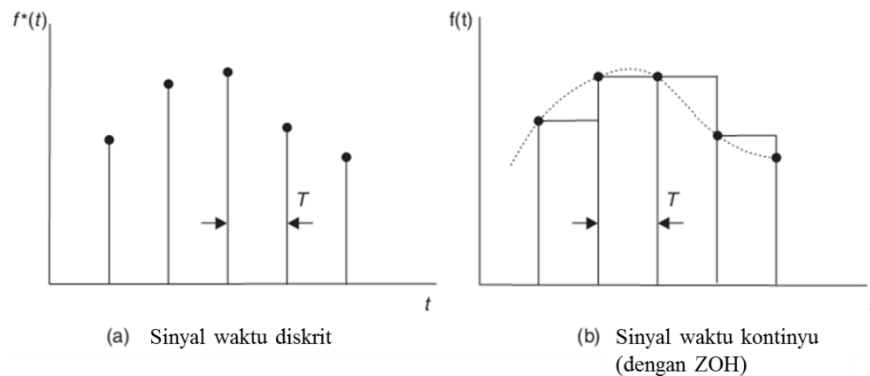 f*(t)
T
t
(a) Sinyal waktu diskrit
f(t)
T
(b) Sinyal waktu kontinyu
(dengan ZOH)